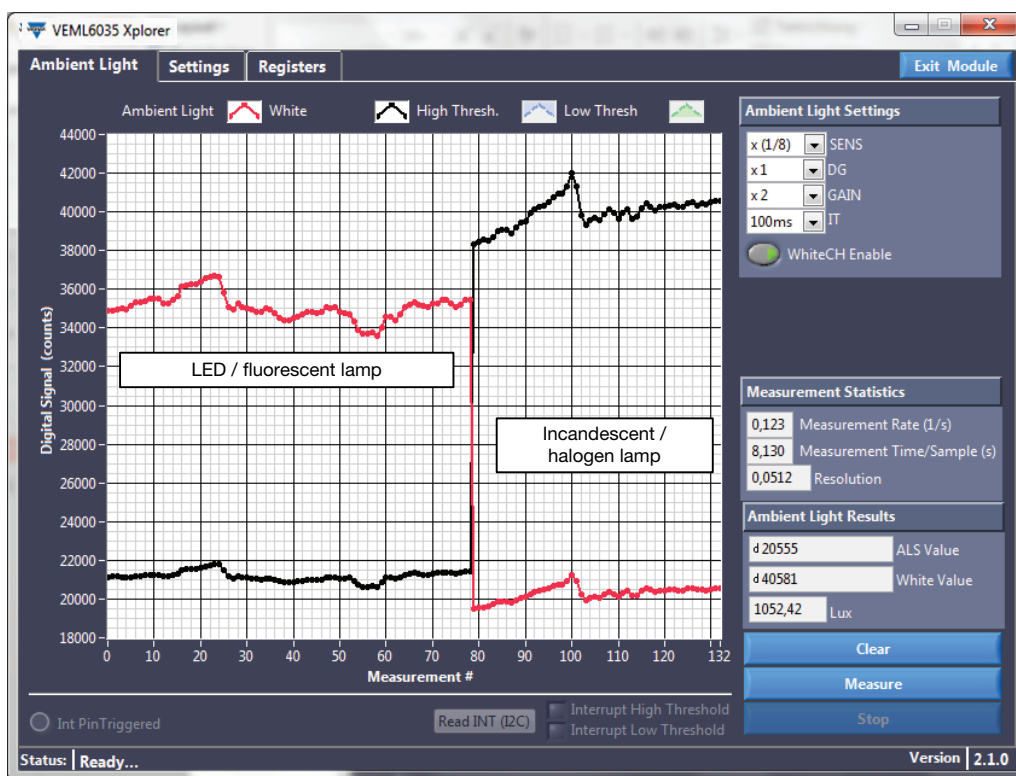 VEML6035 Xplorer
Ambient Light Settings Registers Exit Module
Ambient Light White High Thresh. Low Thresh
44000
42000
40000
38000
36000
34000
32000
30000
28000
26000
24000
22000
20000
18000
Digital Signal (counts)
LED / fluorescent lamp
Incandescent /
halogen lamp
0 10 20 30 40 50 60 70 80 90 100 110 120 132
Measurement #
Ambient Light Settings
x (1/8) SENS
x 1 DG
x 2 GAIN
100ms IT
WhiteCH Enable
Measurement Statistics
0,123 Measurement Rate (1/s)
8,130 Measurement Time/Sample (s)
0,0512 Resolution
Ambient Light Results
d 20555 ALS Value
d 40581 White Value
1052,42 Lux
Clear
Measure
Stop
Int PinTriggered
Read INT (I2C)
Interrupt High Threshold
Interrupt Low Threshold
Status: Ready... Version 2.1.0